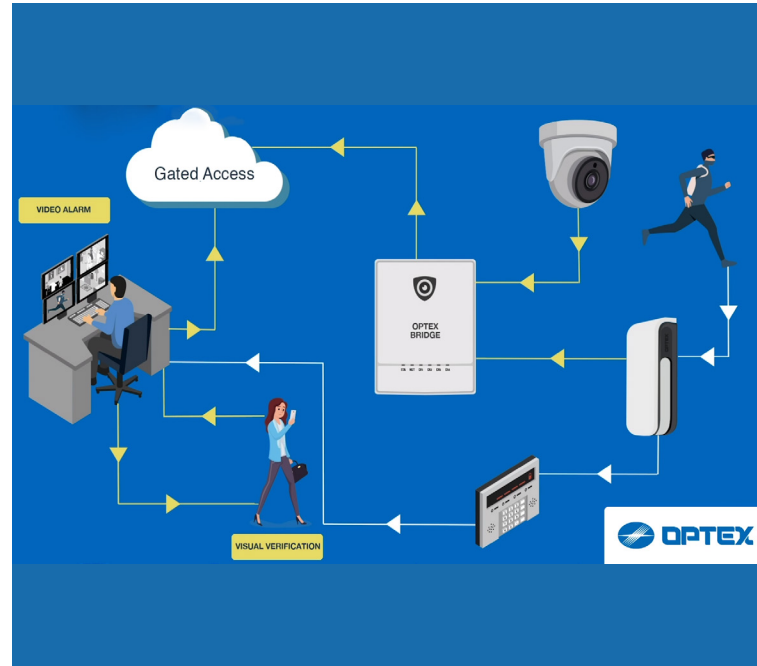 Gated Access
VIDEO ALARM
OPTEX
BRIDGE
VISUAL VERIFICATION
OPTEX